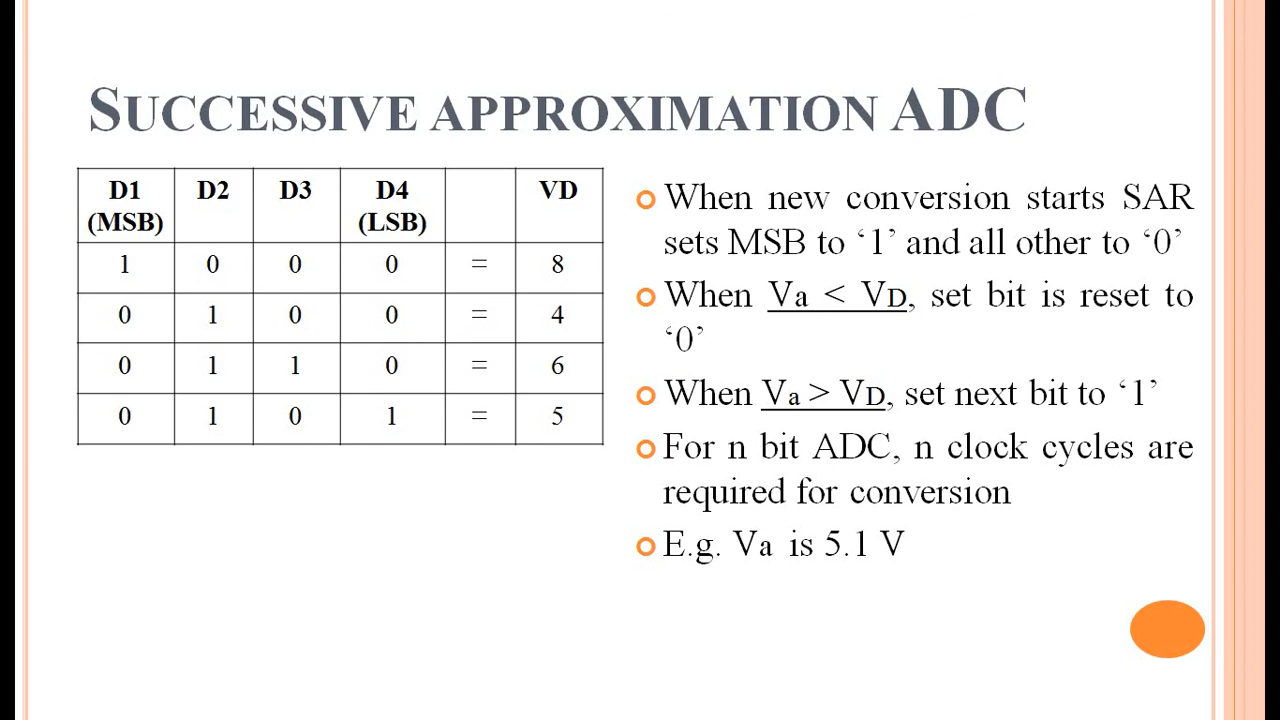 SUCCESSIVE APPROXIMATION ADC
D1 (MSB) D2 D3 D4 (LSB) VD
1 0 0 0 = 8
0 1 0 0 = 4
0 1 1 0 = 6
0 1 0 1 = 5
When new conversion starts SAR
sets MSB to ‘1’ and all other to ‘0’
When Va < VD, set bit is reset to
‘0’
When Va > VD, set next bit to ‘1’
For n bit ADC, n clock cycles are
required for conversion
E.g. Va is 5.1 V